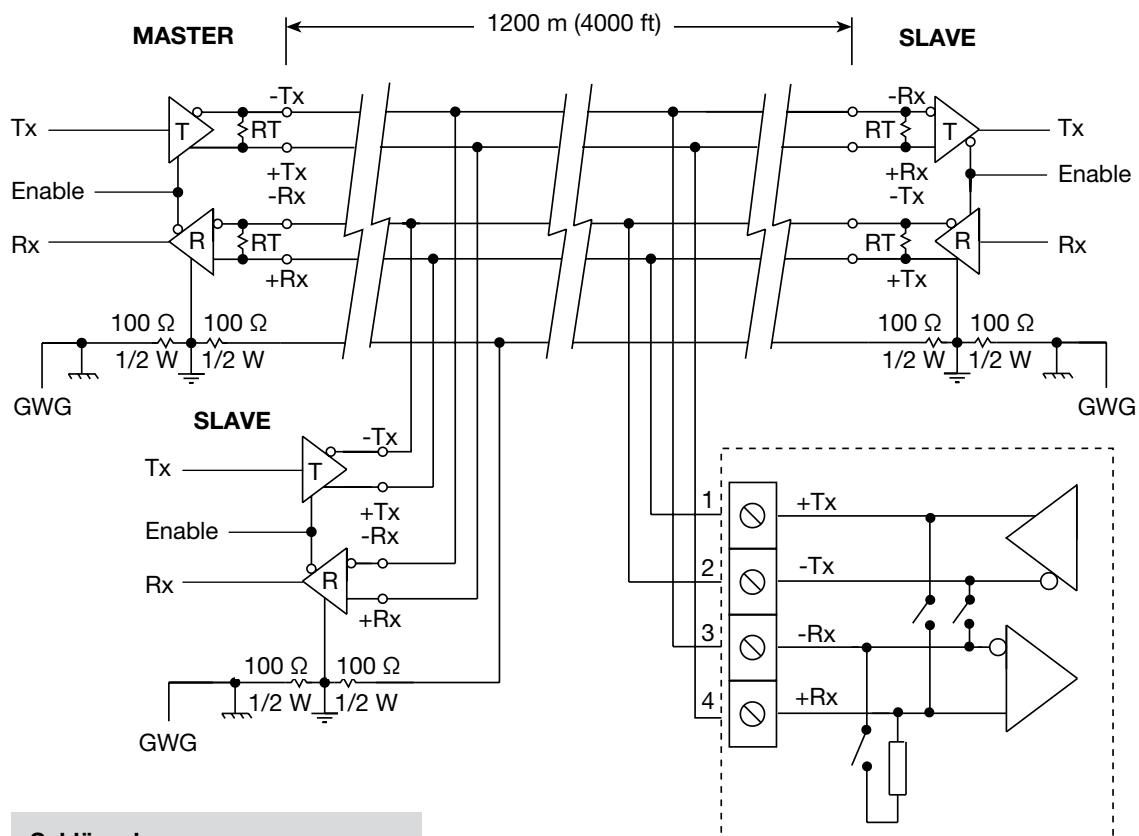 1200 m (4000 ft)
MASTER
SLAVE
-Tx
-Rx
Tx
T
RT
RT
T
Tx
+Tx
+Rx
Enable
-Rx
-Tx
Enable
Rx
R
RT
RT
R
Rx
+Rx
+Tx
100 Ω
100 Ω
100 Ω
100 Ω
1/2 W
1/2 W
1/2 W
1/2 W
GWG
GWG
SLAVE
-Tx
Tx
T
+Tx
Enable
-Rx
Rx
R
+Rx
100 Ω
100 Ω
1/2 W
1/2 W
GWG
1
+Tx
2
-Tx
3
-Rx
4
+Rx